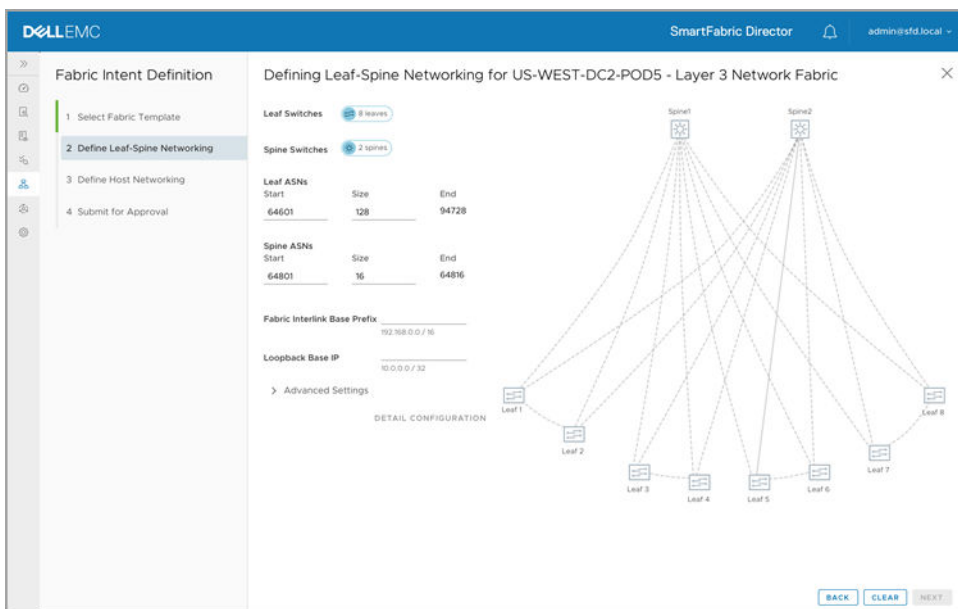 DELLEMC
SmartFabric Director
admin@sfd.local
Fabric Intent Definition
1 Select Fabric Template
2 Define Leaf-Spine Networking
3 Define Host Networking
4 Submit for Approval
Defining Leaf-Spine Networking for US-WEST-DC2-POD5 - Layer 3 Network Fabric
Leaf Switches 8 leaves
Spine Switches 2 spines
Leaf ASNs
Start Size End
64601 128 94728
Spine ASNs
Start Size End
64801 16 64816
Fabric Interlink Base Prefix
192.168.0.0 / 16
Loopback Base IP
10.0.0.0 / 32
Advanced Settings
DETAIL CONFIGURATION
Spine1 Spine2
Leaf 1
Leaf 2
Leaf 3
Leaf 4
Leaf 5
Leaf 6
Leaf 7
Leaf 8
BACK CLEAR NEXT